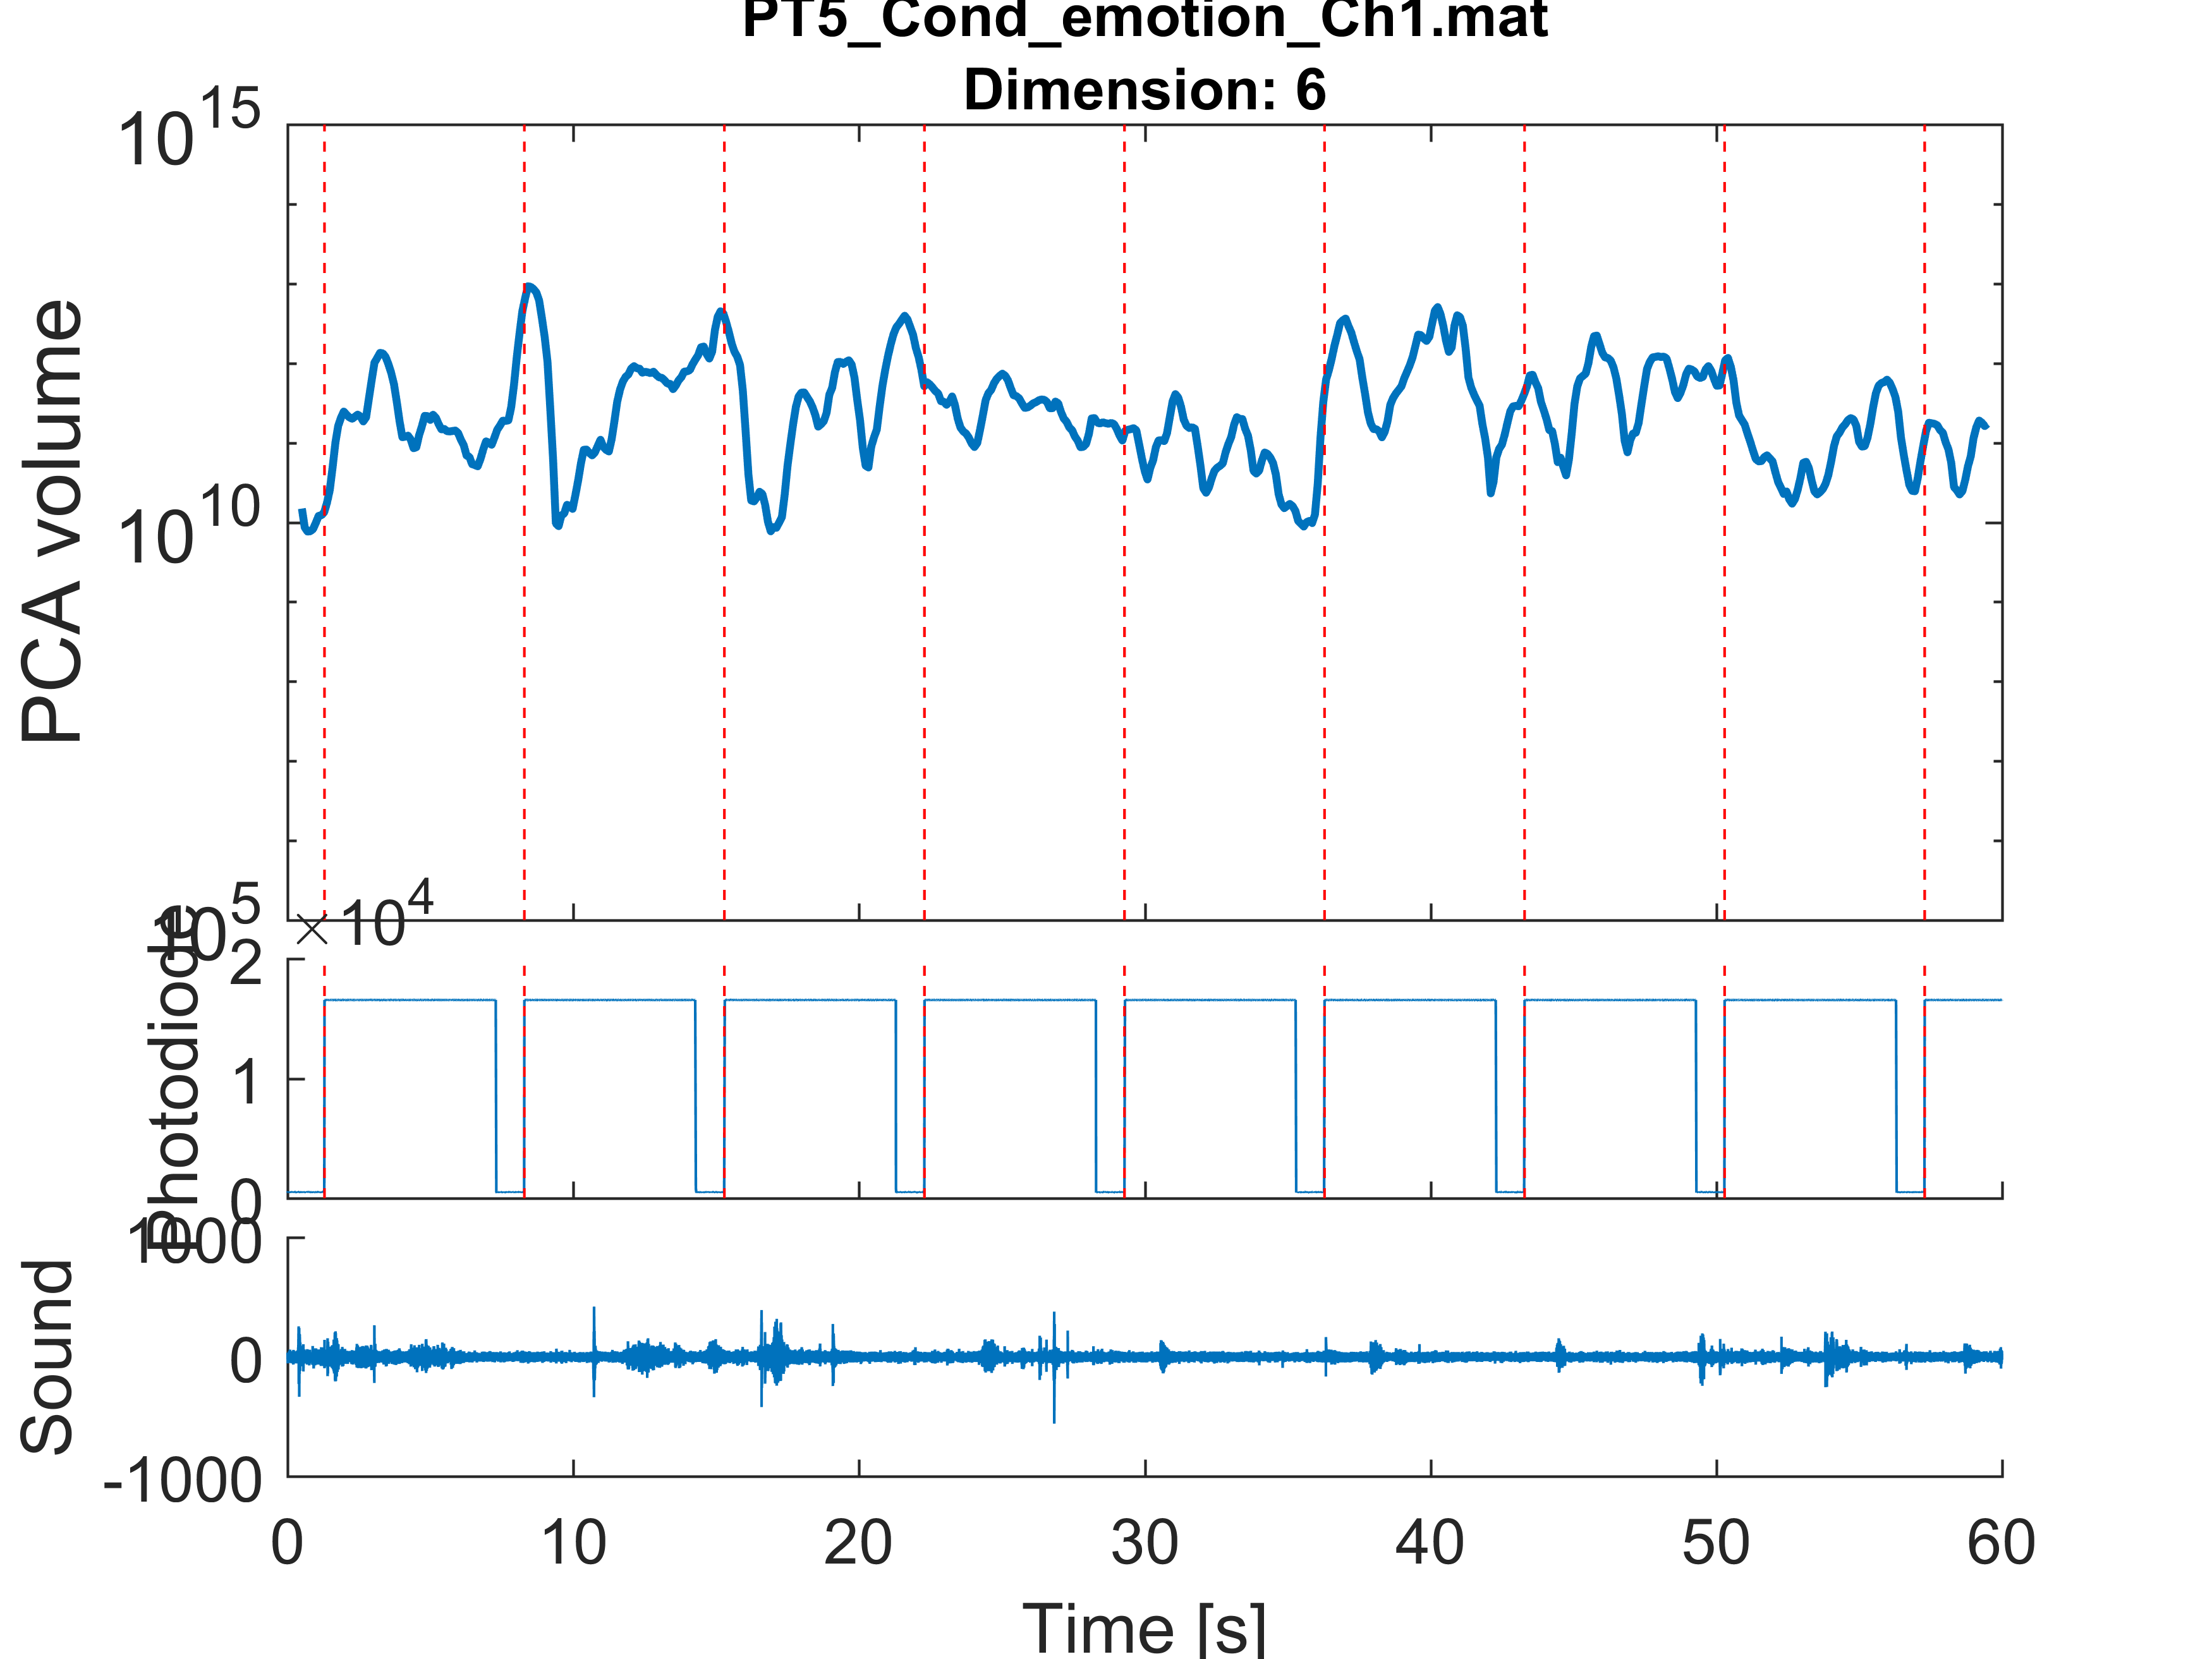 PT5_Cond_emotion_Ch1.mat
Dimension: 6
PCA volume
10^15
10^10
10^5
×10^4
Photodiode
2
1
0
Sound
1000
0
-1000
0 10 20 30 40 50 60
Time [s]